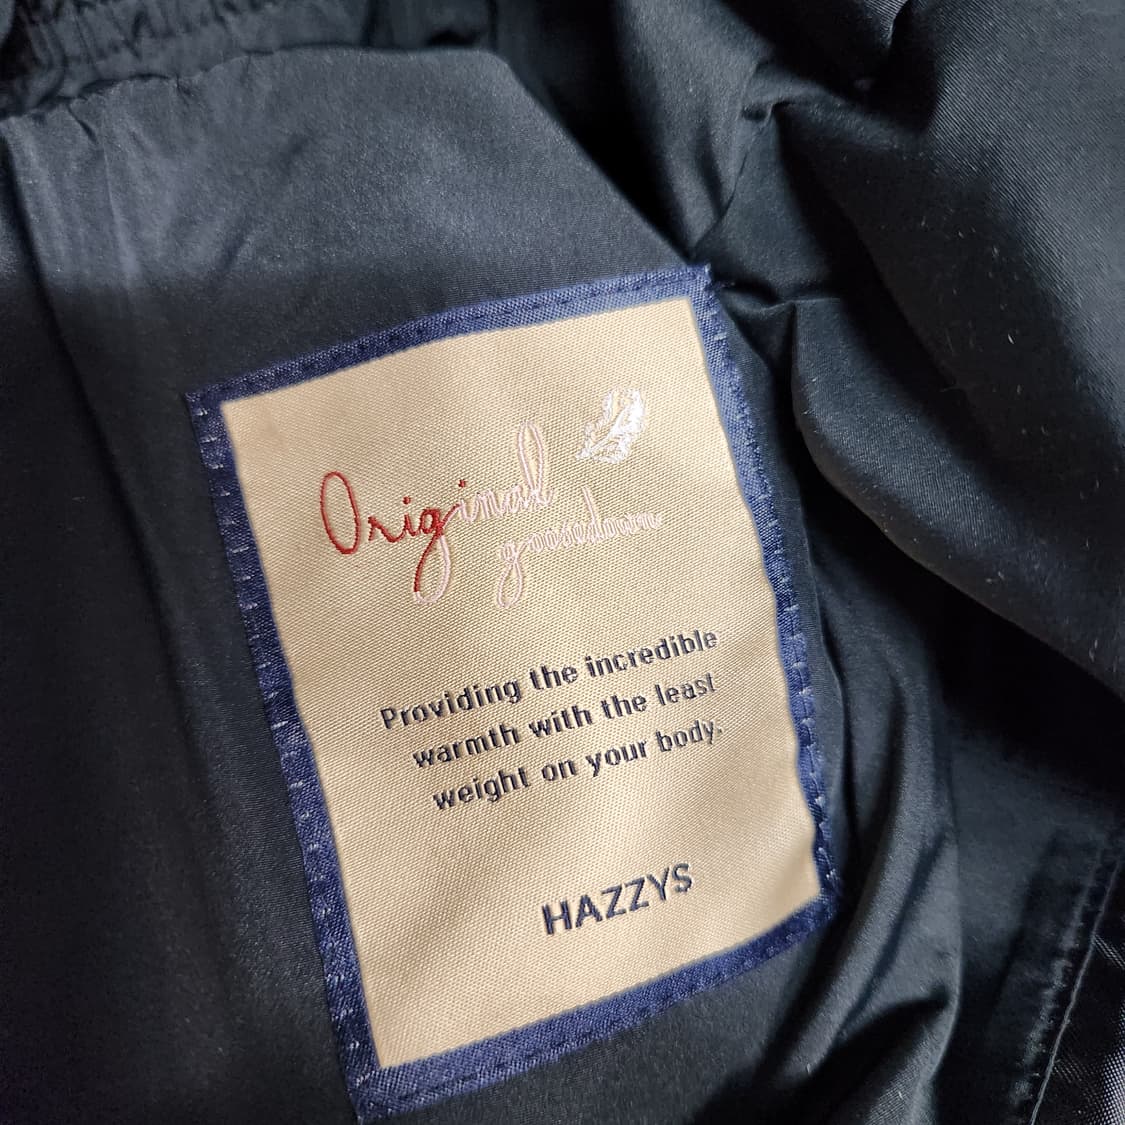 Original
goosedown
Providing the incredible
warmth with the least
weight on your body.
HAZZYS